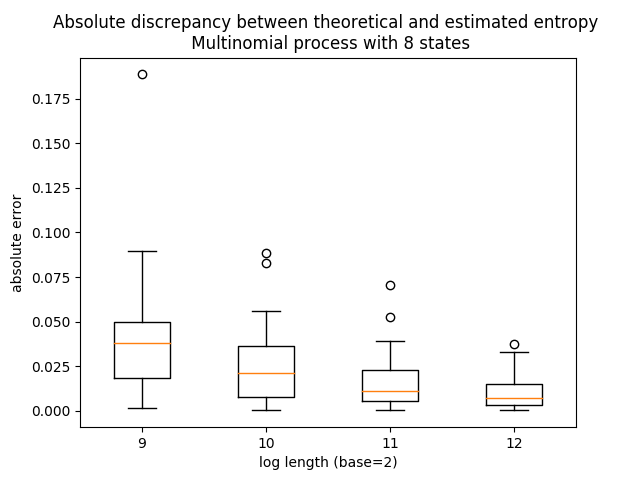 Absolute discrepancy between theoretical and estimated entropy
Multinomial process with 8 states
absolute error
0.175
0.150
0.125
0.100
0.075
0.050
0.025
0.000
9 10 11 12
log length (base=2)